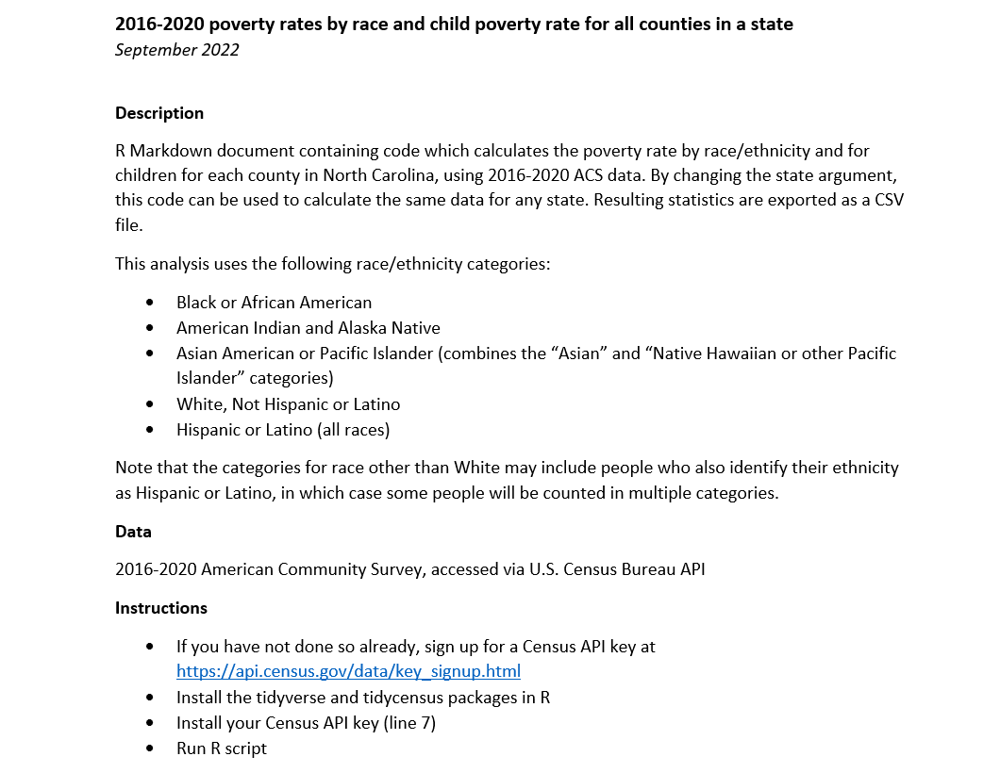 2016-2020 poverty rates by race and child poverty rate for all counties in a state
September 2022
Description
R Markdown document containing code which calculates the poverty rate by race/ethnicity and for
children for each county in North Carolina, using 2016-2020 ACS data. By changing the state argument,
this code can be used to calculate the same data for any state. Resulting statistics are exported as a CSV
file.
This analysis uses the following race/ethnicity categories:
• Black or African American
• American Indian and Alaska Native
• Asian American or Pacific Islander (combines the “Asian” and “Native Hawaiian or other Pacific
Islander” categories)
• White, Not Hispanic or Latino
• Hispanic or Latino (all races)
Note that the categories for race other than White may include people who also identify their ethnicity
as Hispanic or Latino, in which case some people will be counted in multiple categories.
Data
2016-2020 American Community Survey, accessed via U.S. Census Bureau API
Instructions
• If you have not done so already, sign up for a Census API key at
https://api.census.gov/data/key_signup.html
• Install the tidyverse and tidycensus packages in R
• Install your Census API key (line 7)
• Run R script